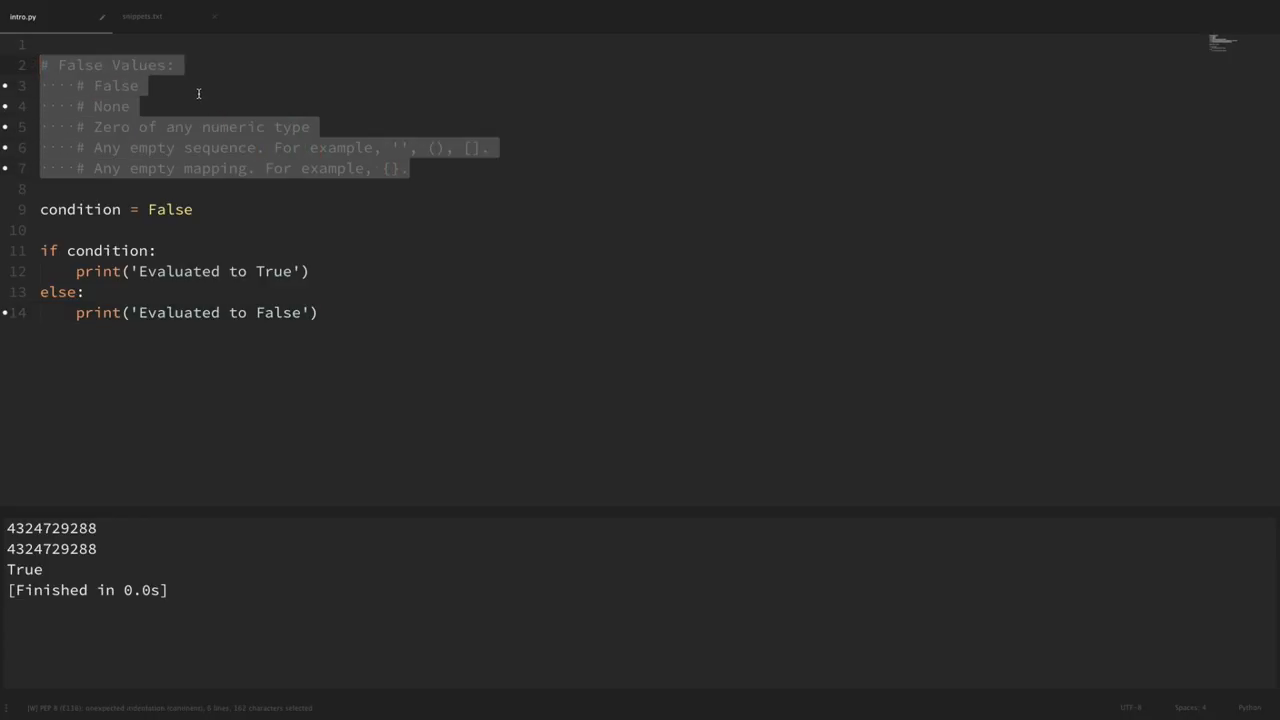 intro.py
snippets.txt
1
2 # False Values:
3 ····# False
4 ····# None
5 ····# Zero of any numeric type
6 ····# Any empty sequence. For example, '', (), [].
7 ····# Any empty mapping. For example, {}.
8
9 condition = False
10
11 if condition:
12     print('Evaluated to True')
13 else:
14     print('Evaluated to False')
4324729288
4324729288
True
[Finished in 0.0s]
[W] PEP 8 (E116): unexpected indentation (comment), 6 lines, 162 characters selected
UTF-8
Spaces: 4
Python